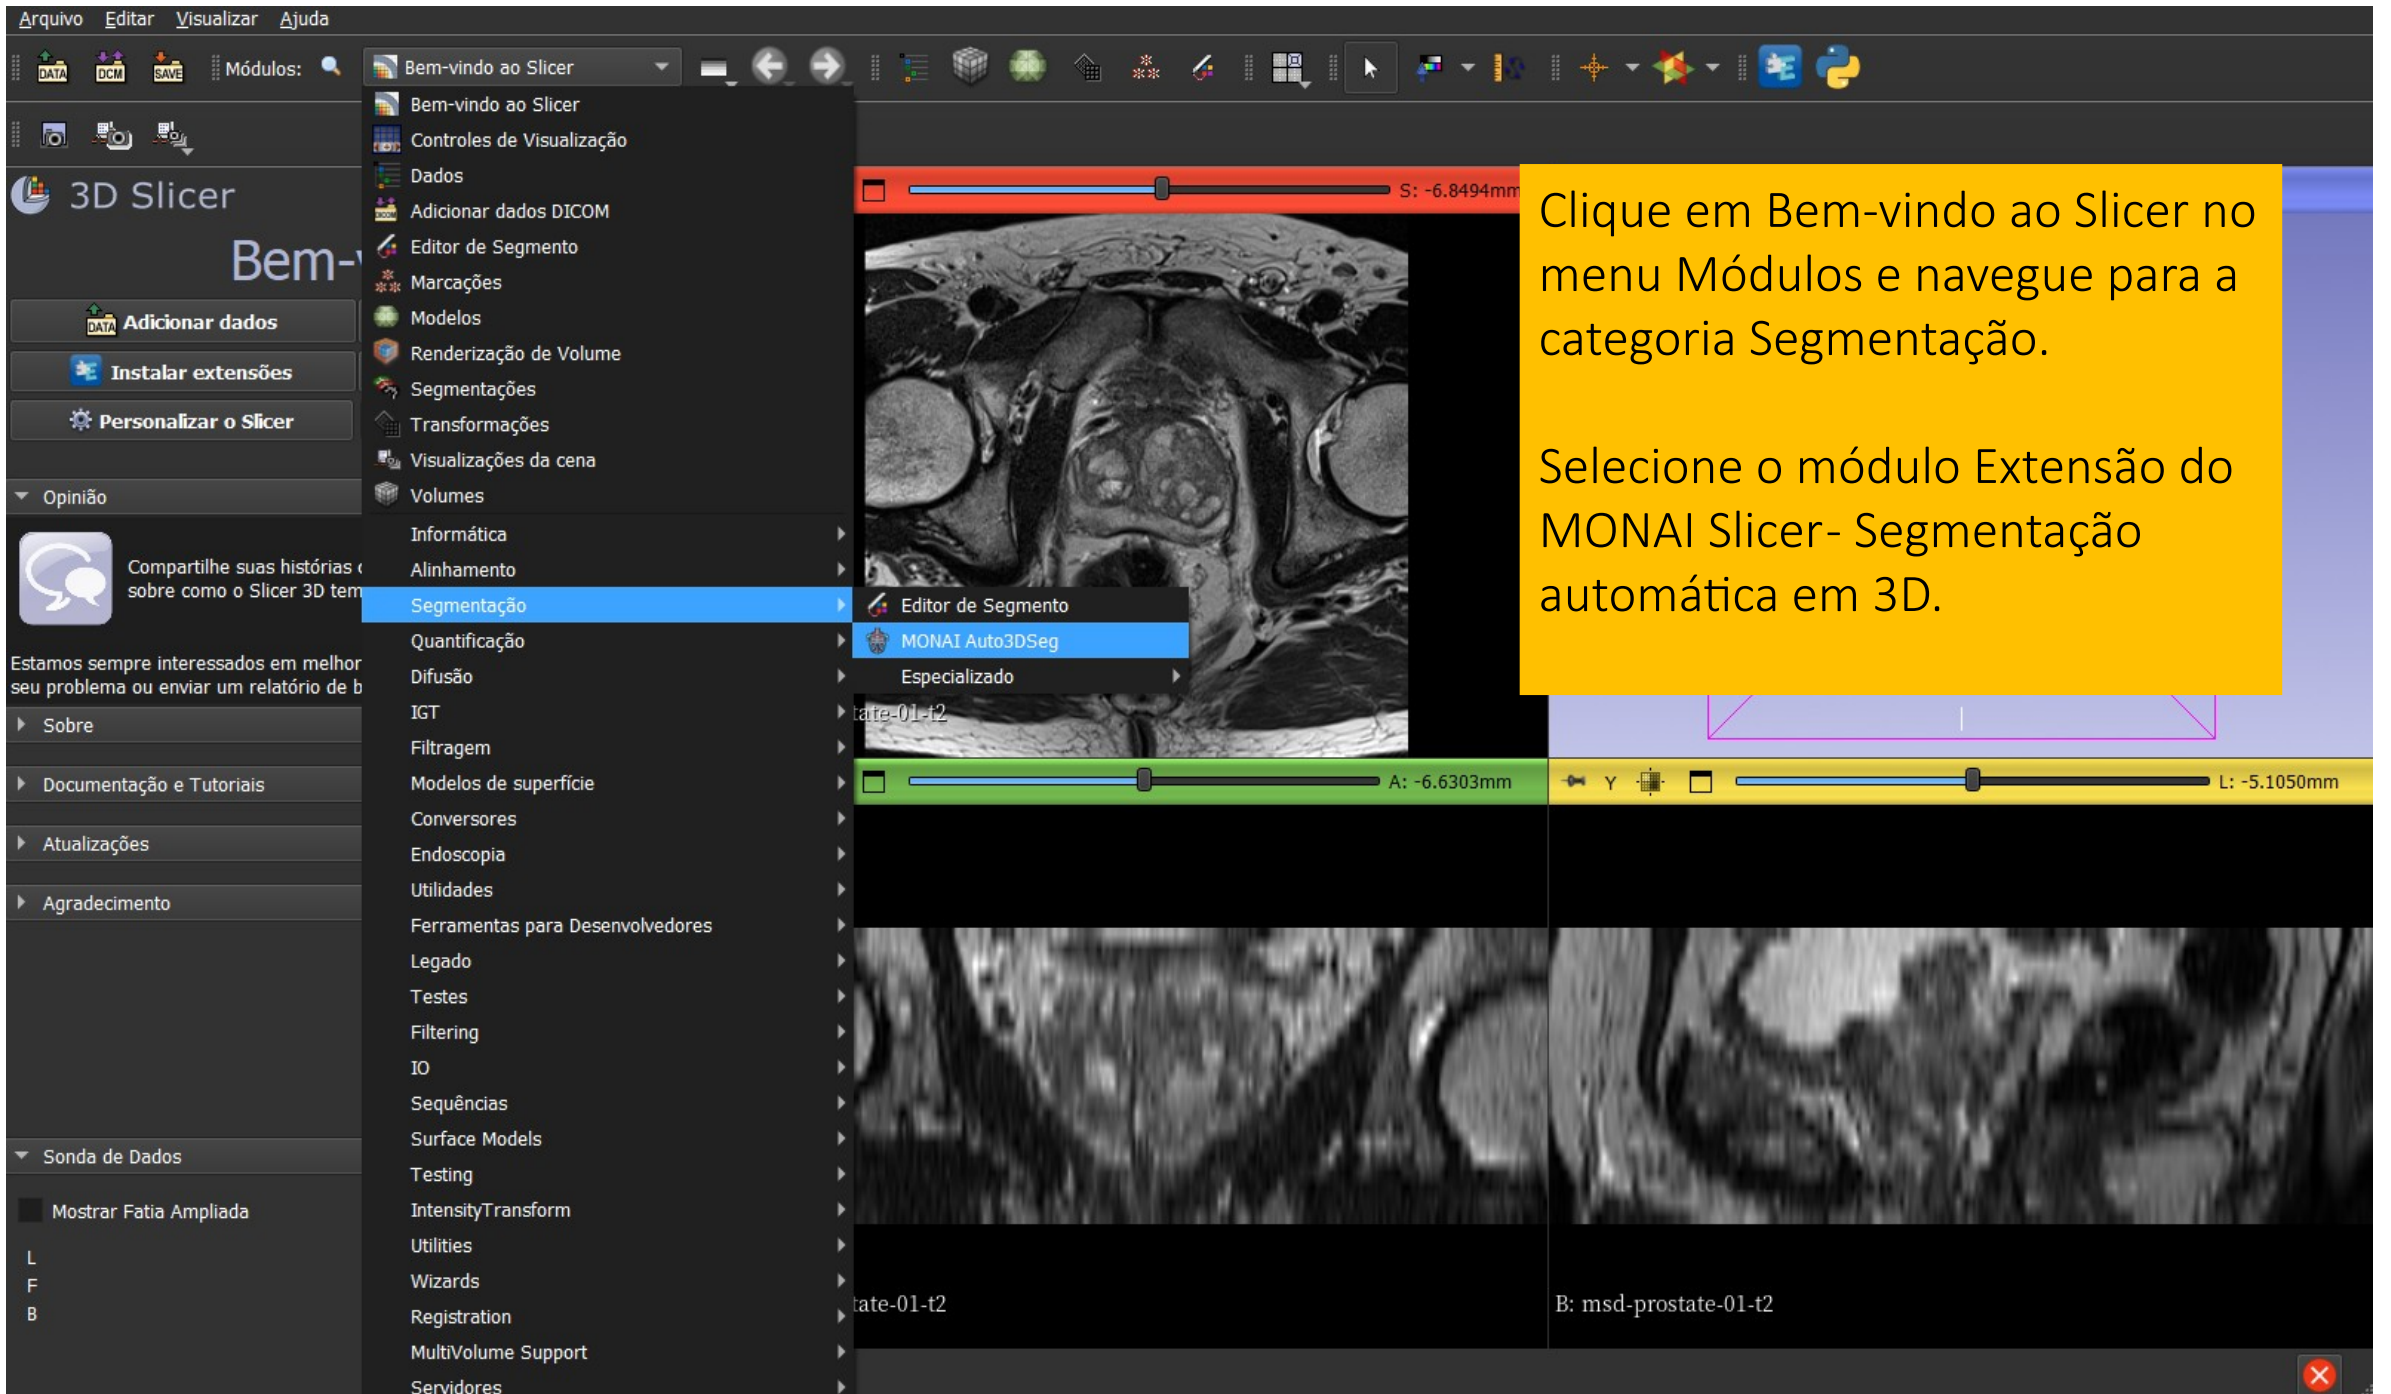 Arquivo Editar Visualizar Ajuda
DATA DCM SAVE Módulos: Bem-vindo ao Slicer
3D Slicer
Bem-v
Adicionar dados
DATA
Instalar extensões
Personalizar o Slicer
Opinião
Compartilhe suas histórias
sobre como o Slicer 3D tem
Estamos sempre interessados em melhor
seu problema ou enviar um relatório de b
Sobre
Documentação e Tutoriais
Atualizações
Agradecimento
Sonda de Dados
Mostrar Fatia Ampliada
L
F
B
Bem-vindo ao Slicer
Controles de Visualização
Dados
Adicionar dados DICOM
Editor de Segmento
Marcações
Modelos
Renderização de Volume
Segmentações
Transformações
Visualizações da cena
Volumes
Informática
Alinhamento
Segmentação
Quantificação
Difusão
IGT
Filtragem
Modelos de superfície
Conversores
Endoscopia
Utilidades
Ferramentas para Desenvolvedores
Legado
Testes
Filtering
IO
Sequências
Surface Models
Testing
IntensityTransform
Utilities
Wizards
Registration
MultiVolume Support
Servidores
Editor de Segmento
MONAI Auto3DSeg
Especializado
S: -6.8494mm
tate-01-t2
A: -6.6303mm
tate-01-t2
Y L: -5.1050mm
B: msd-prostate-01-t2
Clique em Bem-vindo ao Slicer no
menu Módulos e navegue para a
categoria Segmentação.
Selecione o módulo Extensão do
MONAI Slicer- Segmentação
automática em 3D.